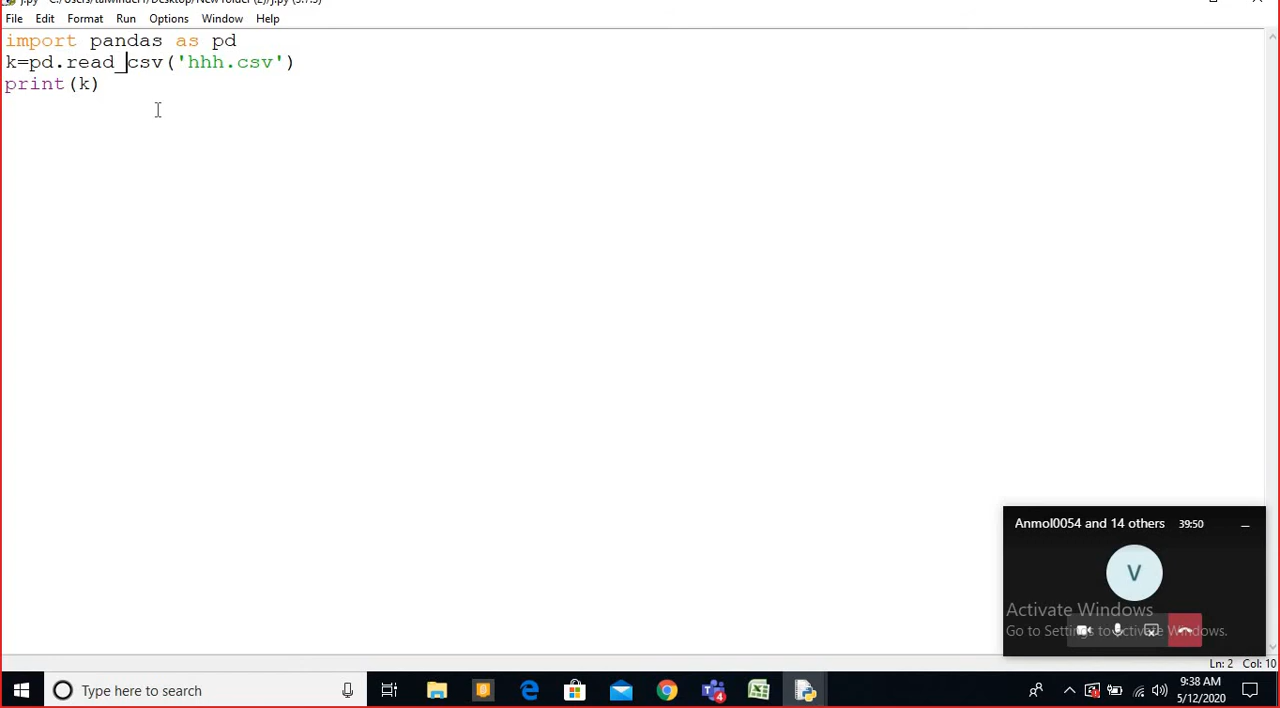 File Edit Format Run Options Window Help
import pandas as pd
k=pd.read_csv('hhh.csv')
print(k)
Anmol0054 and 14 others 39:50
V
Activate Windows
Go to Settings to activate Windows.
Ln: 2 Col: 10
Type here to search
4
9:38 AM
5/12/2020